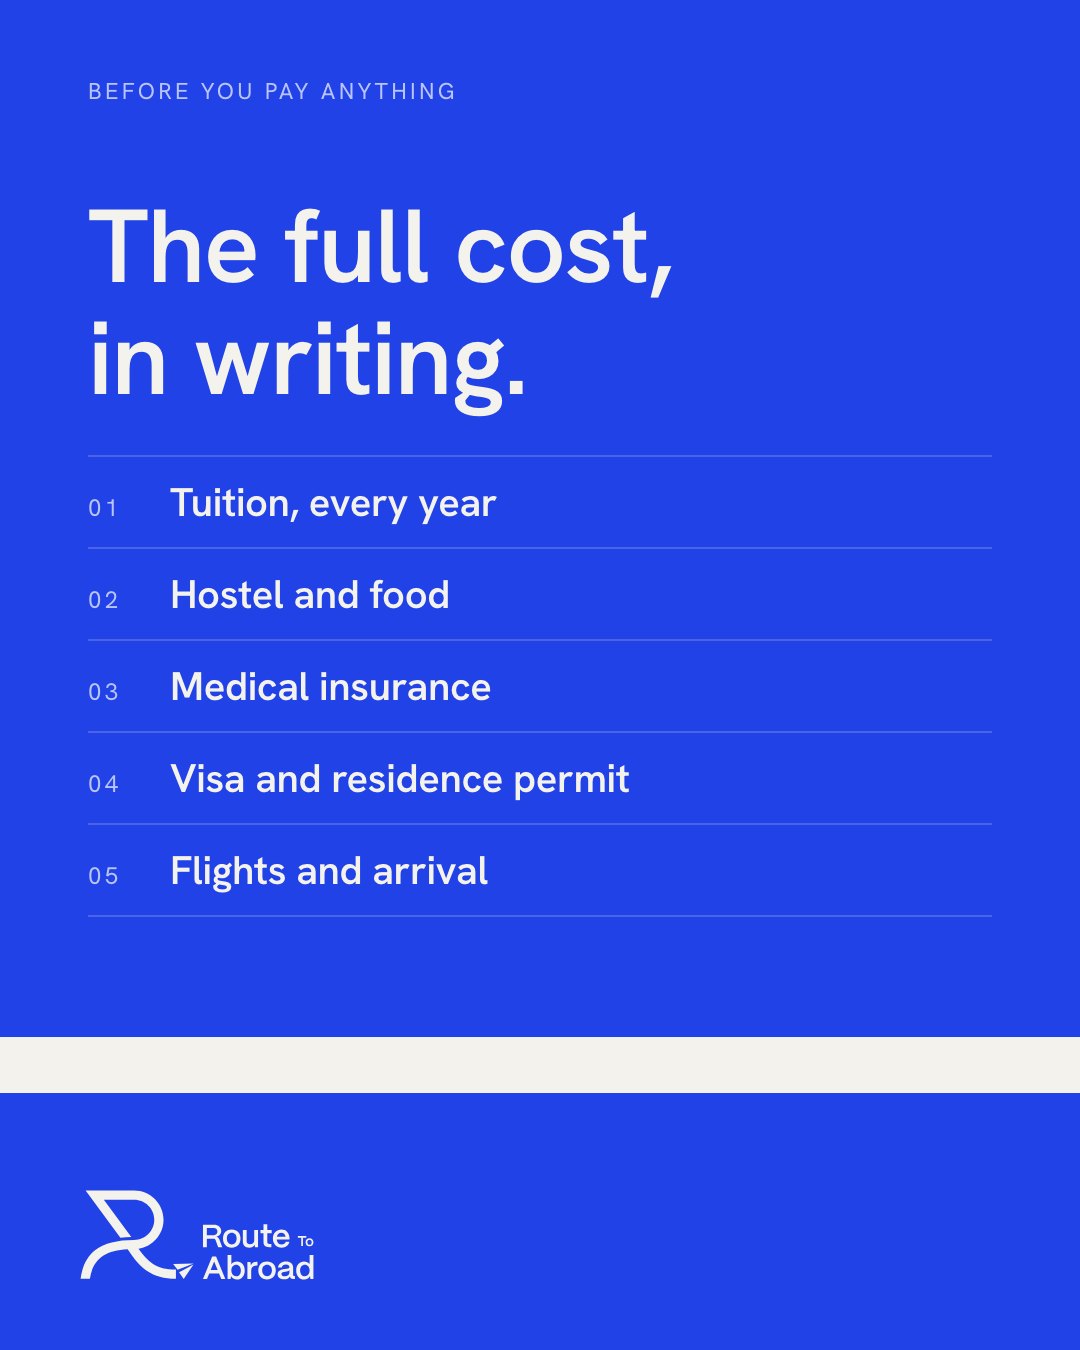 BEFORE YOU PAY ANYTHING
The full cost,
in writing.
01 Tuition, every year
02 Hostel and food
03 Medical insurance
04 Visa and residence permit
05 Flights and arrival
Route To
Abroad